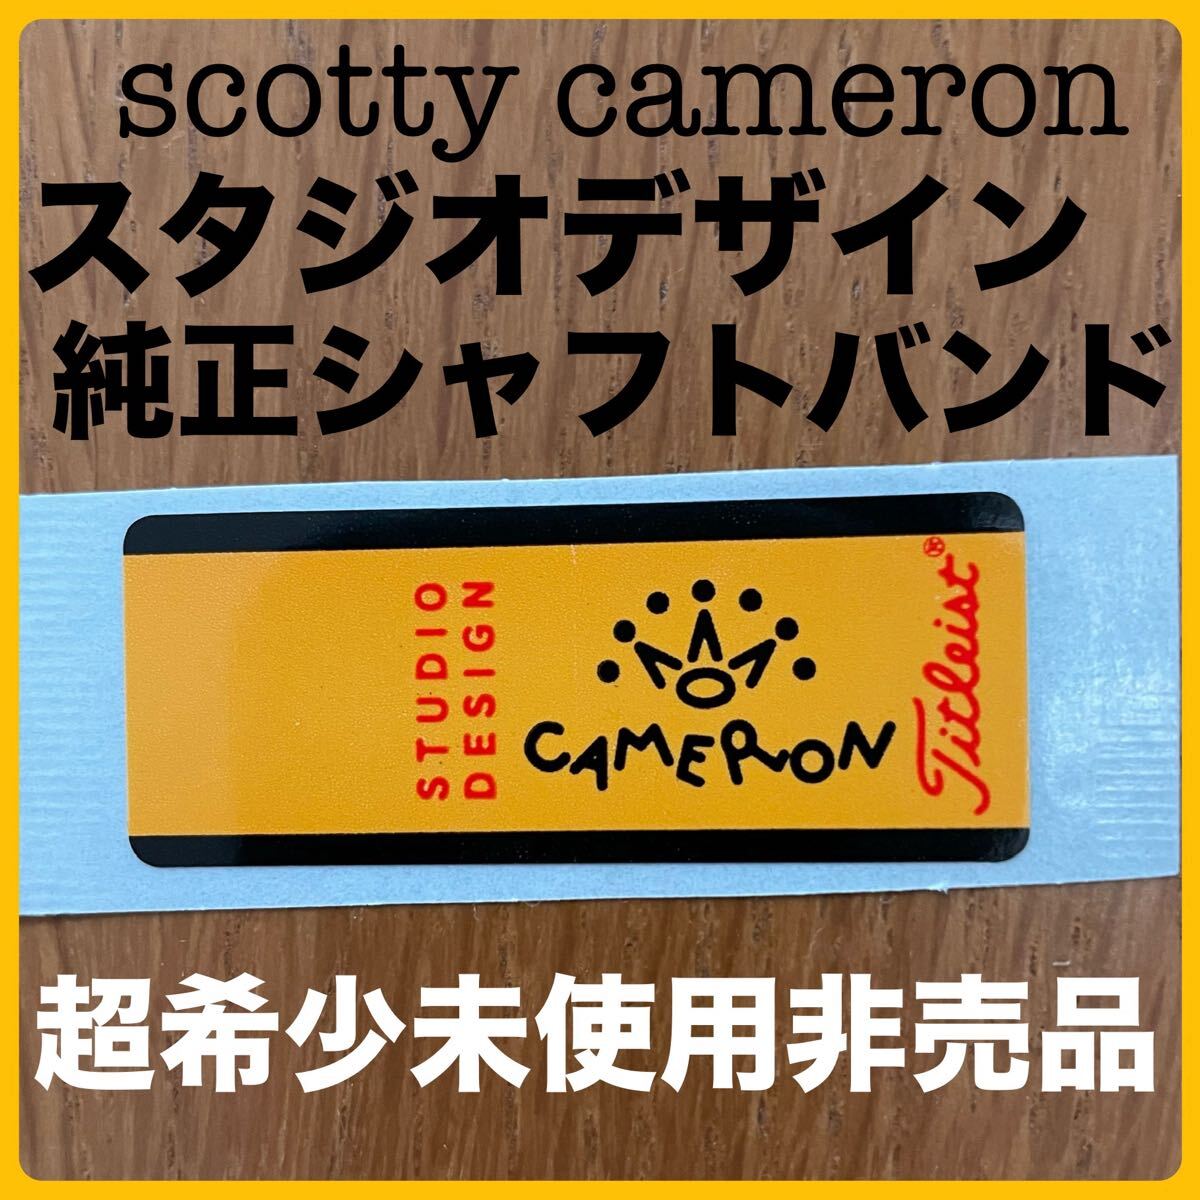 scotty cameron
スタジオデザイン
純正シャフトバンド
STUDIO
DESIGN
CAMERON
Titleist®
超希少未使用非売品